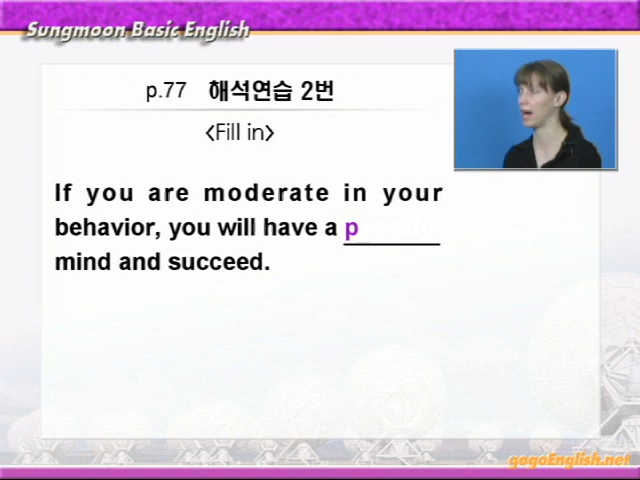 Sungmoon Basic English
p.77 해석연습 2번
<Fill in>
If you are moderate in your
behavior, you will have a p
mind and succeed.
gogoEnglish.net